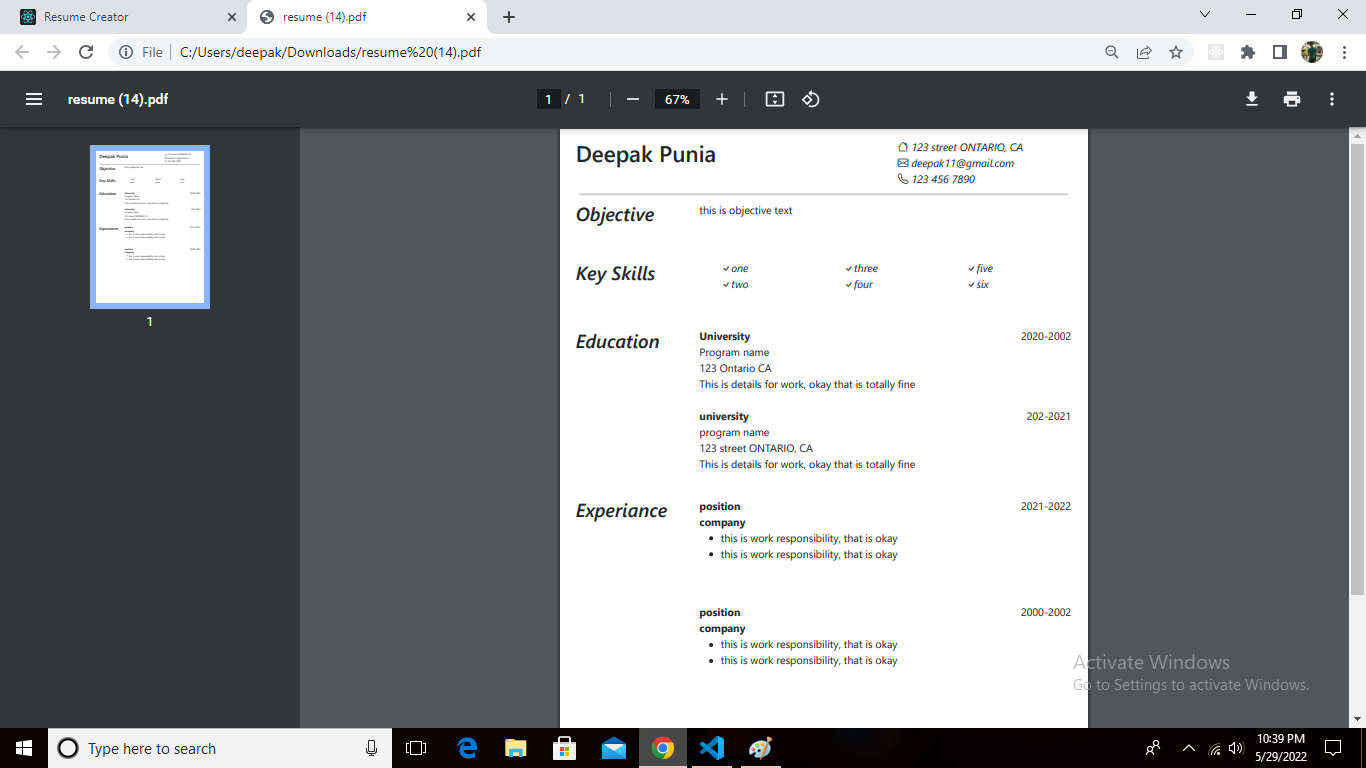 Resume Creator
resume (14).pdf
File
C:/Users/deepak/Downloads/resume%20(14).pdf
resume (14).pdf
1 / 1
67%
Deepak Punia
123 street ONTARIO, CA
deepak11@gmail.com
123 456 7890
Objective
this is objective text
Key Skills
one three five
two four six
Education
University 2020-2002
Program name
123 Ontario CA
This is details for work, okay that is totally fine
university 202-2021
program name
123 street ONTARIO, CA
This is details for work, okay that is totally fine
Experiance
position 2021-2022
company
this is work responsibility, that is okay
this is work responsibility, that is okay
position 2000-2002
company
this is work responsibility, that is okay
this is work responsibility, that is okay
Deepak Punia
Objective
Key Skills
Education
Experiance
1
Activate Windows
Go to Settings to activate Windows.
Type here to search
10:39 PM
5/29/2022